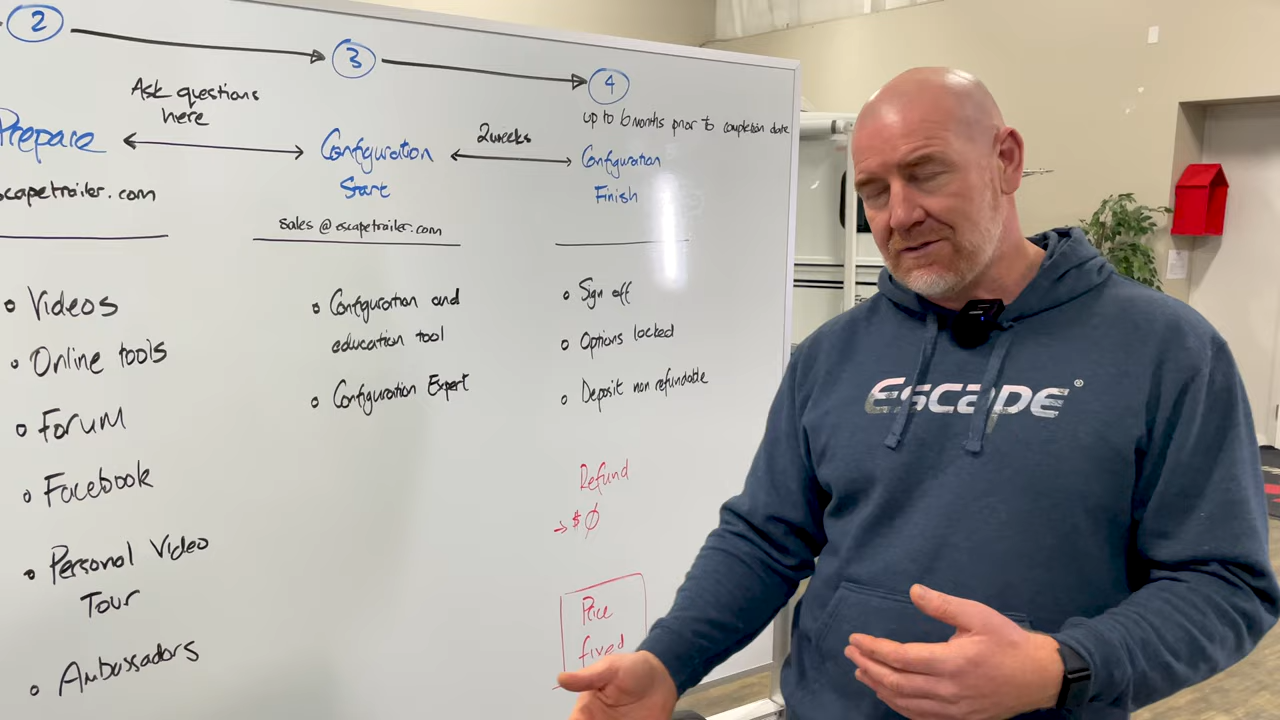 2
3
4
Ask questions
here
2weeks
up to 6 months prior to completion date
Prepare
Configuration
Start
Configuration
Finish
scapetrailer.com
sales @ escapetrailer.com
Videos
Online tools
Forum
Facebook
Personal Video
Tour
Ambassadors
Configuration and
education tool
Configuration Expert
Sign off
Options locked
Deposit non refundable
Refund
→ $0
Price
fixed
Escape®